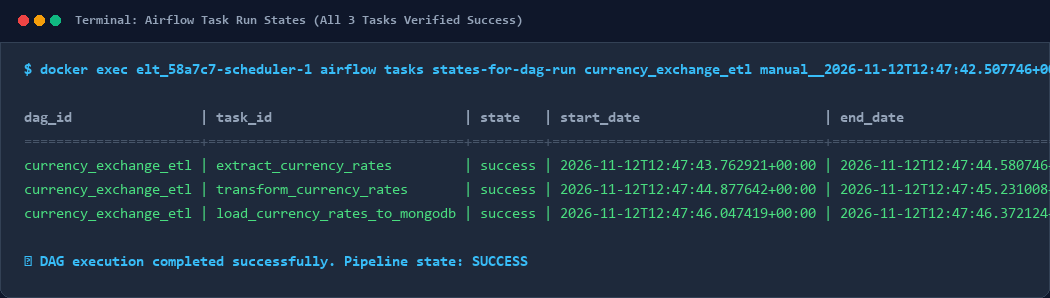 Terminal: Airflow Task Run States (All 3 Tasks Verified Success)
$ docker exec elt_58a7c7-scheduler-1 airflow tasks states-for-dag-run currency_exchange_etl manual__2026-11-12T12:47:42.507746+00
dag_id | task_id | state | start_date | end_date
======================+================================+=========+==================================+==========================
currency_exchange_etl | extract_currency_rates | success | 2026-11-12T12:47:43.762921+00:00 | 2026-11-12T12:47:44.580746
currency_exchange_etl | transform_currency_rates | success | 2026-11-12T12:47:44.877642+00:00 | 2026-11-12T12:47:45.231008
currency_exchange_etl | load_currency_rates_to_mongodb | success | 2026-11-12T12:47:46.047419+00:00 | 2026-11-12T12:47:46.372124
DAG execution completed successfully. Pipeline state: SUCCESS